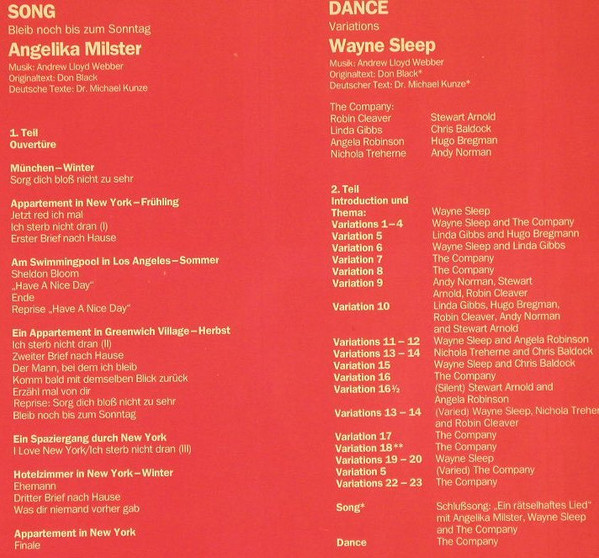 SONG
Bleib noch bis zum Sonntag
Angelika Milster
Musik: Andrew Lloyd Webber
Originaltext: Don Black
Deutsche Texte: Dr. Michael Kunze
1. Teil
Ouvertüre
München–Winter
Sorg dich bloß nicht zu sehr
Appartement in New York–Frühling
Jetzt red ich mal
Ich sterb nicht dran (I)
Erster Brief nach Hause
Am Swimmingpool in Los Angeles–Sommer
Sheldon Bloom
„Have A Nice Day"
Ende
Reprise „Have A Nice Day"
Ein Appartement in Greenwich Village–Herbst
Ich sterb nicht dran (II)
Zweiter Brief nach Hause
Der Mann, bei dem ich bleib
Komm bald mit demselben Blick zurück
Erzähl mal von dir
Reprise: Sorg dich bloß nicht zu sehr
Bleib noch bis zum Sonntag
Ein Spaziergang durch New York
I Love New York/Ich sterb nicht dran (III)
Hotelzimmer in New York–Winter
Ehemann
Dritter Brief nach Hause
Was dir niemand vorher gab
Appartement in New York
Finale
DANCE
Variations
Wayne Sleep
Musik: Andrew Lloyd Webber
Originaltext: Don Black*
Deutscher Text: Dr. Michael Kunze*
The Company:
Robin Cleaver Stewart Arnold
Linda Gibbs Chris Baldock
Angela Robinson Hugo Bregman
Nichola Treherne Andy Norman
2. Teil
Introduction und
Thema: Wayne Sleep
Variations 1–4 Wayne Sleep and The Company
Variation 5 Linda Gibbs and Hugo Bregmann
Variation 6 Wayne Sleep and Linda Gibbs
Variation 7 The Company
Variation 8 The Company
Variation 9 Andy Norman, Stewart
Arnold, Robin Cleaver
Variation 10 Linda Gibbs, Hugo Bregman,
Robin Cleaver, Andy Norman
and Stewart Arnold
Variations 11–12 Wayne Sleep and Angela Robinson
Variations 13–14 Nichola Treherne and Chris Baldock
Variation 15 Wayne Sleep and Chris Baldock
Variation 16 The Company
Variation 16½ (Silent) Stewart Arnold and
Angela Robinson
Variations 13–14 (Varied) Wayne Sleep, Nichola Treher
and Robin Cleaver
Variation 17 The Company
Variation 18** The Company
Variations 19–20 Wayne Sleep
Variation 5 (Varied) The Company
Variations 22–23 The Company
Song* Schlußsong: „Ein rätselhaftes Lied"
mit Angelika Milster, Wayne Sleep
and The Company
Dance The Company